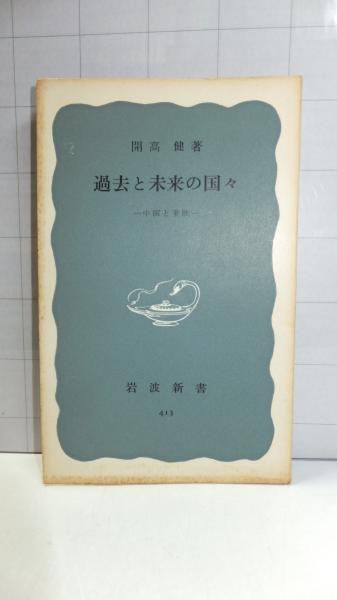 開高 健著
過去と未来の国々
―中国と東欧―
岩波新書
413